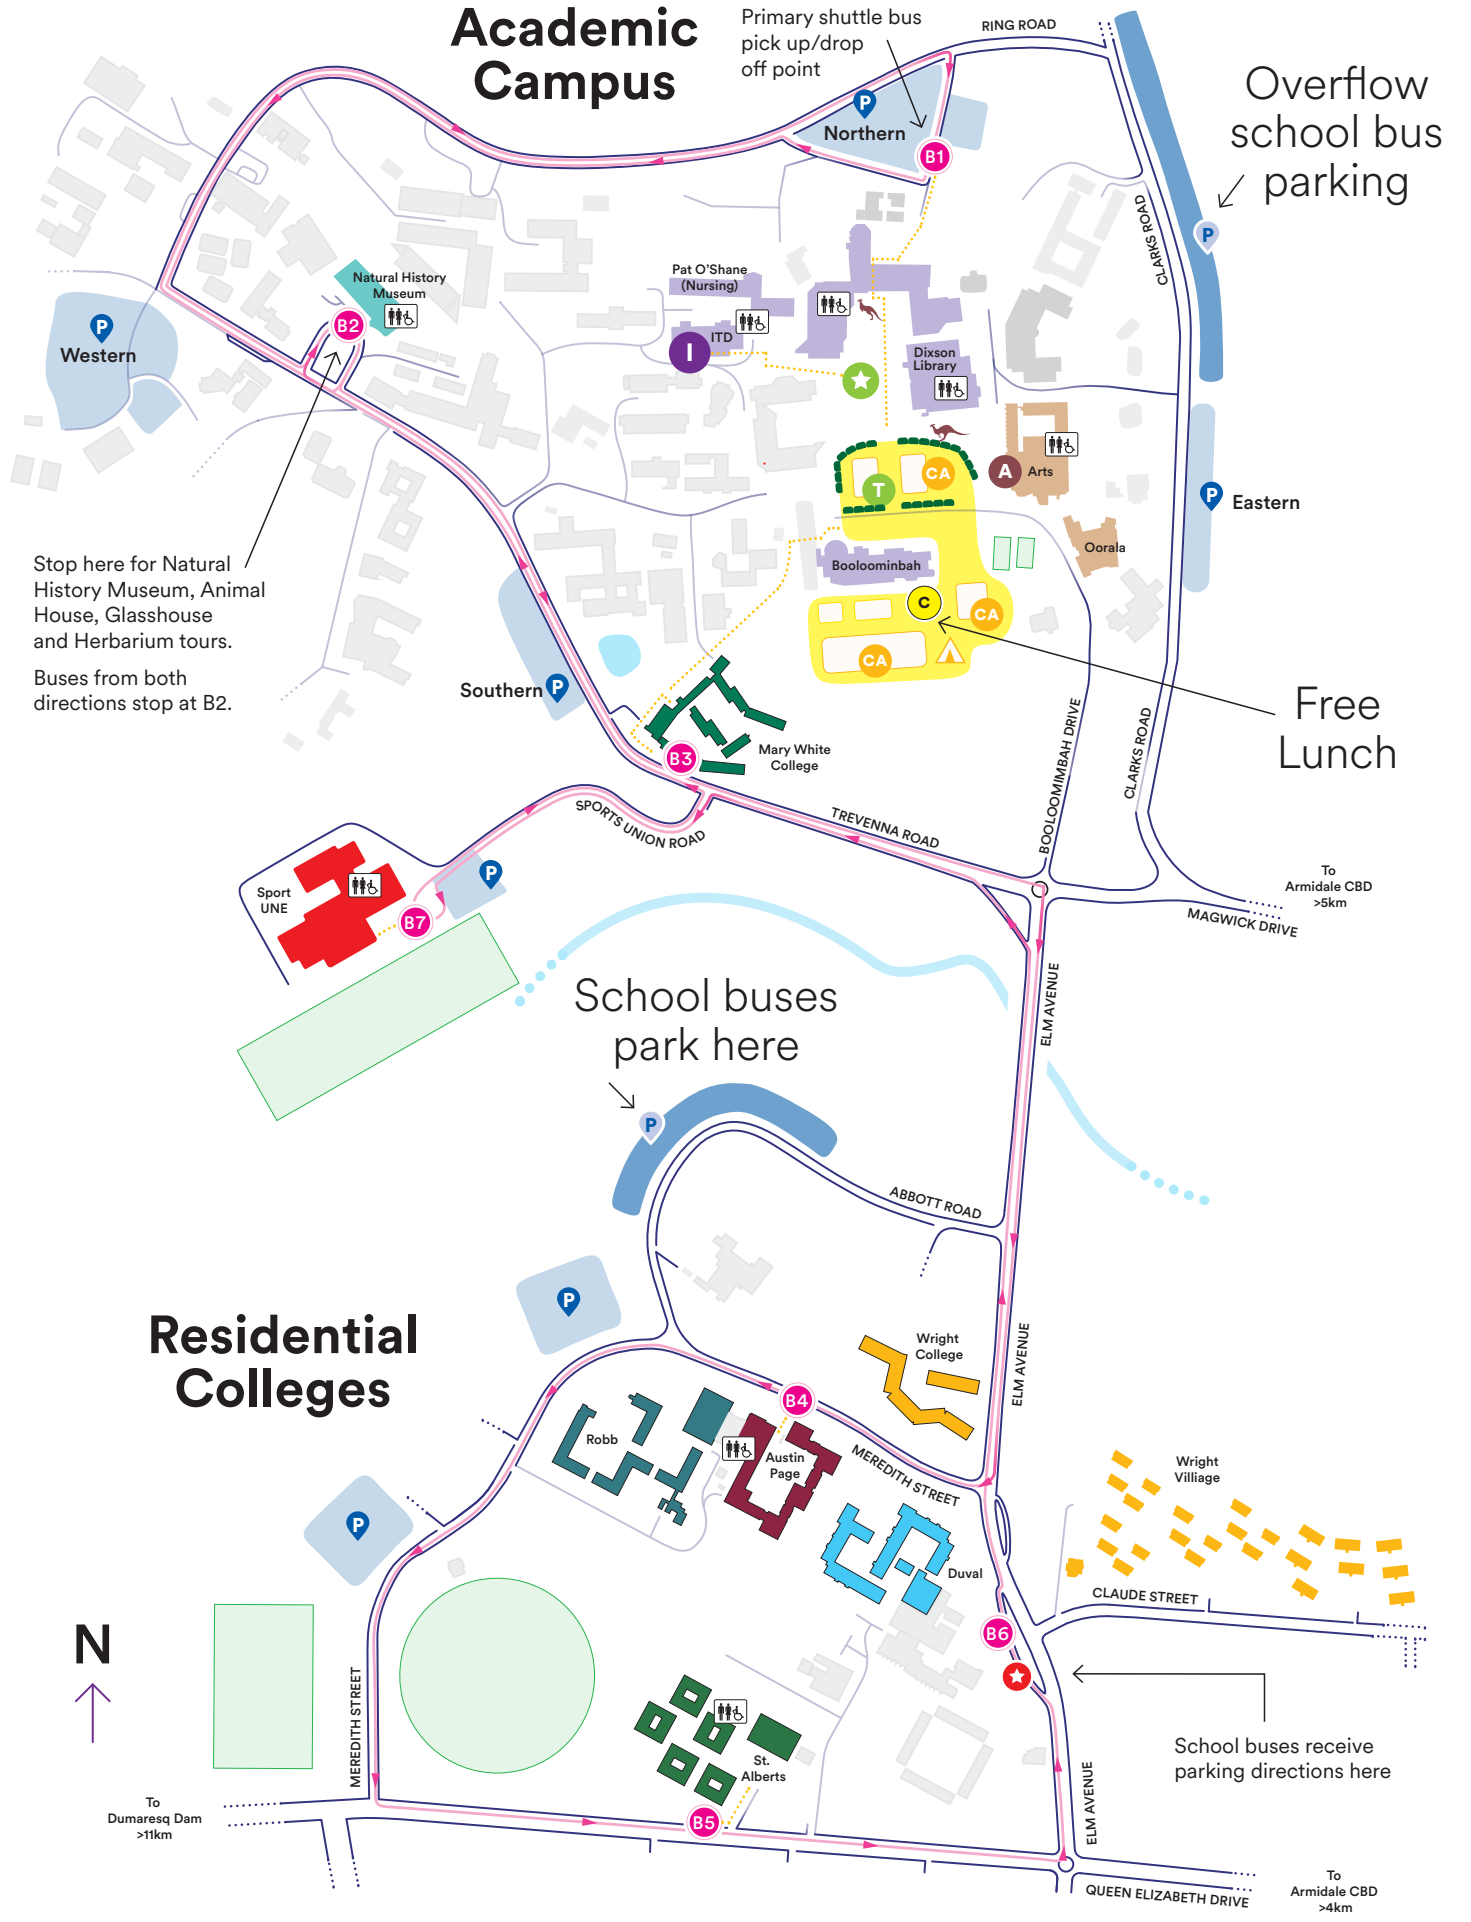 Academic
Campus
Primary shuttle bus
pick up/drop
off point
RING ROAD
Overflow
school bus
parking
P
Northern
B1
P
CLARKS ROAD
Natural History
Museum
B2
P
Western
Pat O'Shane
(Nursing)
ITD
I
Dixson
Library
CA
T
A
Arts
P
Eastern
Oorala
Booloominbah
C
CA
CA
Stop here for Natural
History Museum, Animal
House, Glasshouse
and Herbarium tours.
Buses from both
directions stop at B2.
Southern
P
Free
Lunch
B3
Mary White
College
BOOLOOMIMBAH DRIVE
CLARKS ROAD
SPORTS UNION ROAD
TREVENNA ROAD
To
Armidale CBD
>5km
MAGWICK DRIVE
Sport
UNE
P
B7
ELM AVENUE
School buses
park here
P
ABBOTT ROAD
P
Residential
Colleges
Wright
College
ELM AVENUE
B4
Robb
Austin
Page
MEREDITH STREET
Wright
Villiage
P
Duval
CLAUDE STREET
B6
N
MEREDITH STREET
School buses receive
parking directions here
St.
Alberts
B5
ELM AVENUE
To
Dumaresq Dam
>11km
QUEEN ELIZABETH DRIVE
To
Armidale CBD
>4km